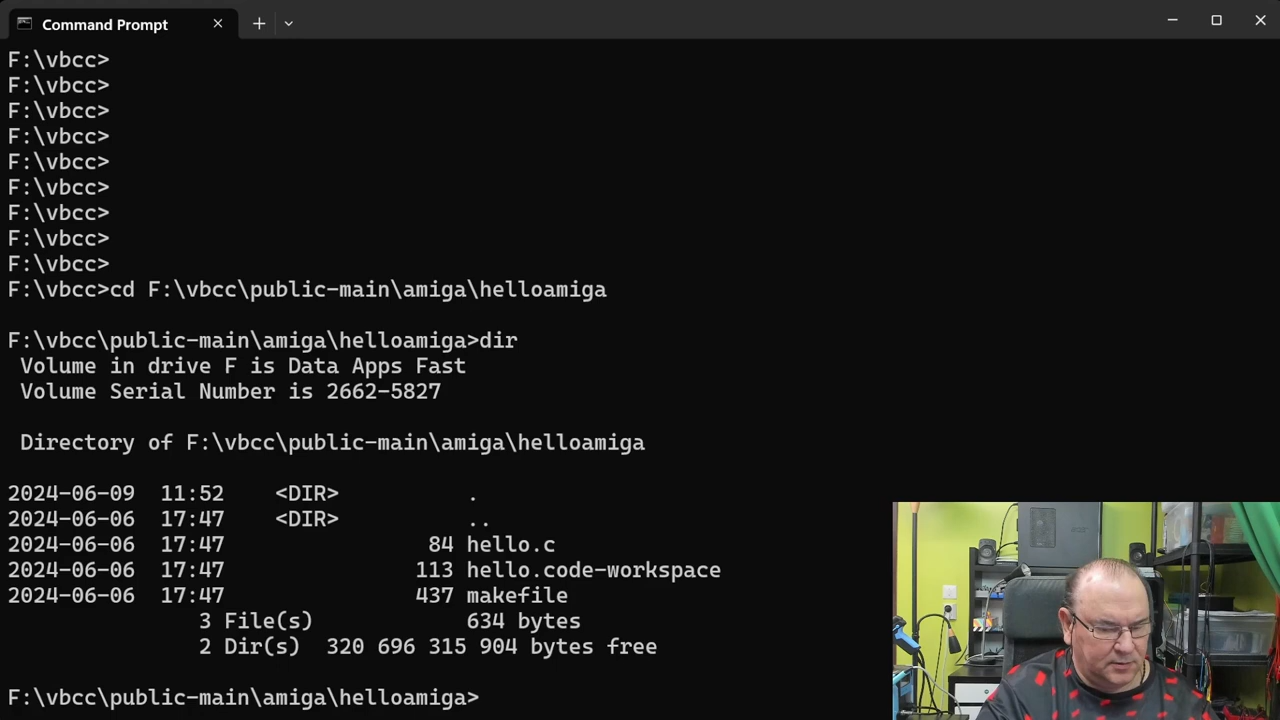 Command Prompt
F:\vbcc>
F:\vbcc>
F:\vbcc>
F:\vbcc>
F:\vbcc>
F:\vbcc>
F:\vbcc>
F:\vbcc>
F:\vbcc>
F:\vbcc>cd F:\vbcc\public-main\amiga\helloamiga
F:\vbcc\public-main\amiga\helloamiga>dir
Volume in drive F is Data Apps Fast
Volume Serial Number is 2662-5827
Directory of F:\vbcc\public-main\amiga\helloamiga
2024-06-09 11:52 <DIR> .
2024-06-06 17:47 <DIR> ..
2024-06-06 17:47 84 hello.c
2024-06-06 17:47 113 hello.code-workspace
2024-06-06 17:47 437 makefile
3 File(s) 634 bytes
2 Dir(s) 320 696 315 904 bytes free
F:\vbcc\public-main\amiga\helloamiga>